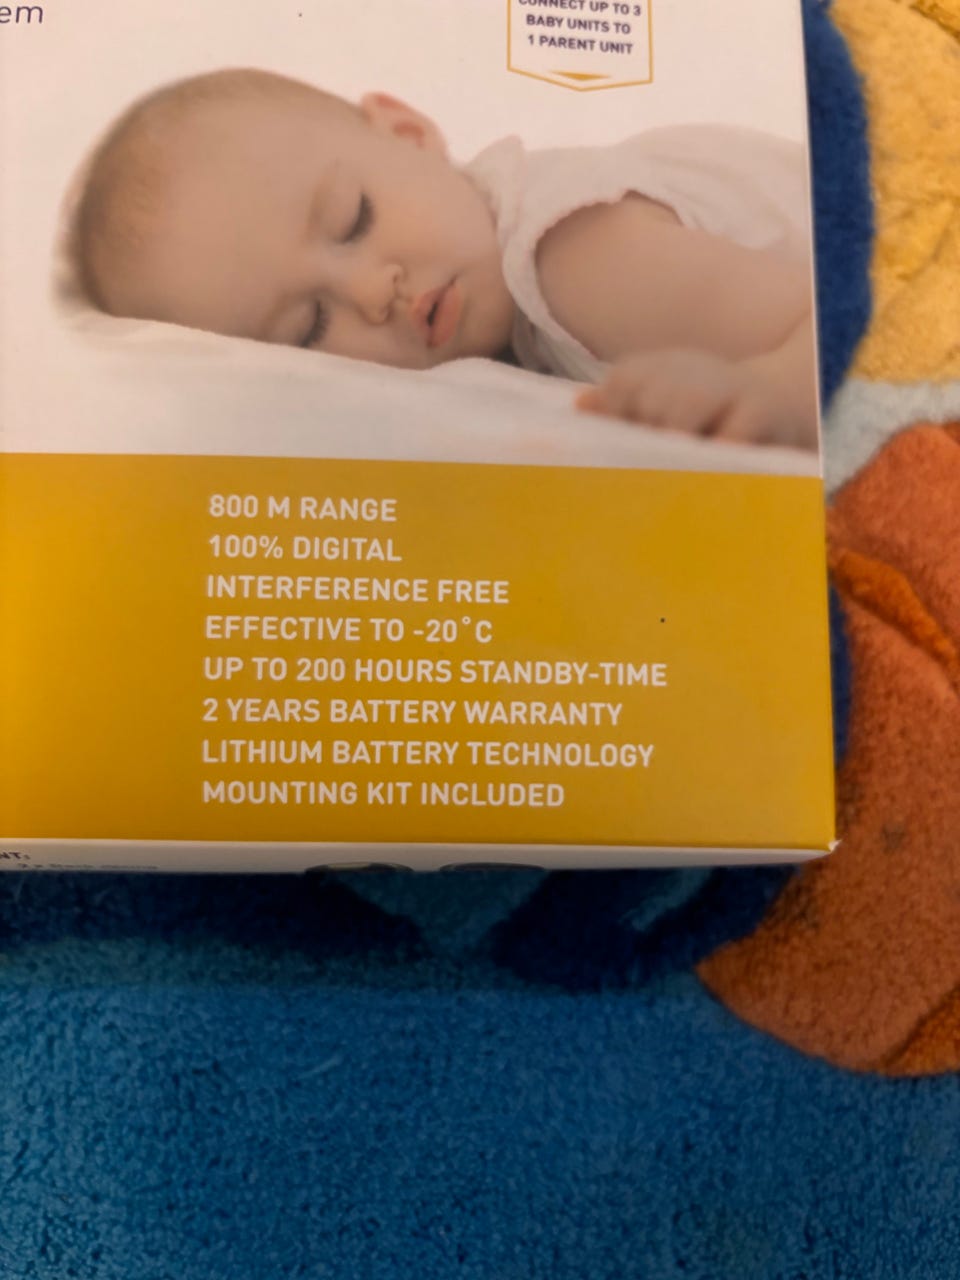 em
CONNECT UP TO 3
BABY UNITS TO
1 PARENT UNIT
800 M RANGE
100% DIGITAL
INTERFERENCE FREE
EFFECTIVE TO -20°C
UP TO 200 HOURS STANDBY-TIME
2 YEARS BATTERY WARRANTY
LITHIUM BATTERY TECHNOLOGY
MOUNTING KIT INCLUDED
NT: